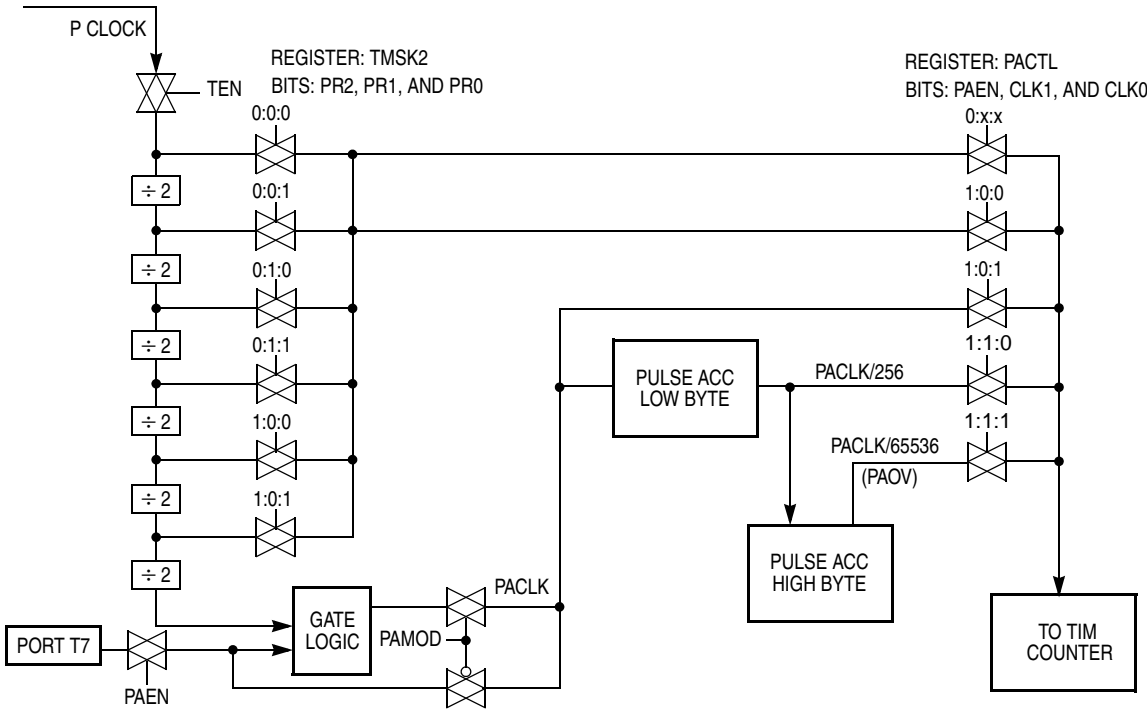 P CLOCK
REGISTER: TMSK2
BITS: PR2, PR1, AND PR0
REGISTER: PACTL
BITS: PAEN, CLK1, AND CLK0
TEN
0:0:0
0:x:x
÷ 2
0:0:1
1:0:0
÷ 2
0:1:0
1:0:1
÷ 2
0:1:1
1:1:0
PULSE ACC
LOW BYTE
PACLK/256
÷ 2
1:0:0
1:1:1
PACLK/65536
(PAOV)
÷ 2
1:0:1
÷ 2
PULSE ACC
HIGH BYTE
PACLK
GATE
LOGIC
PAMOD
PORT T7
PAEN
TO TIM
COUNTER